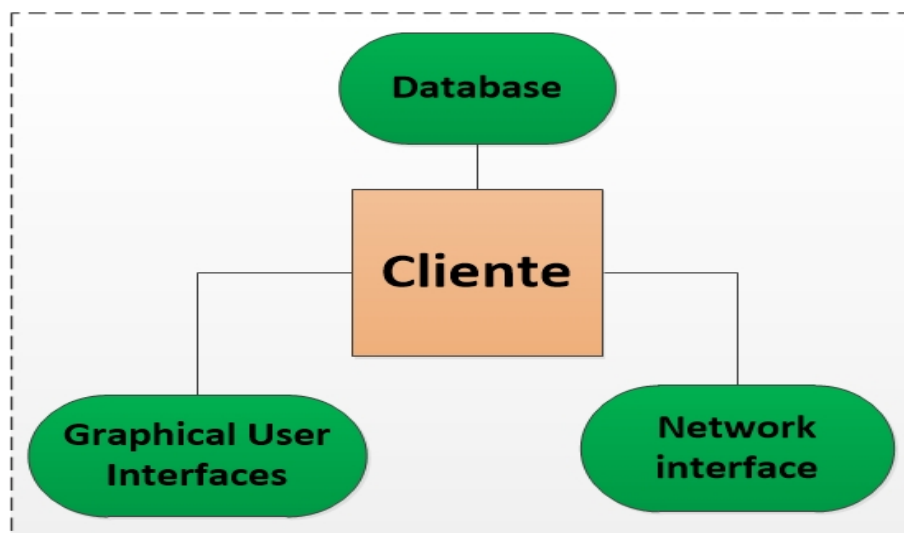 Database
Cliente
Graphical User
Interfaces
Network
interface